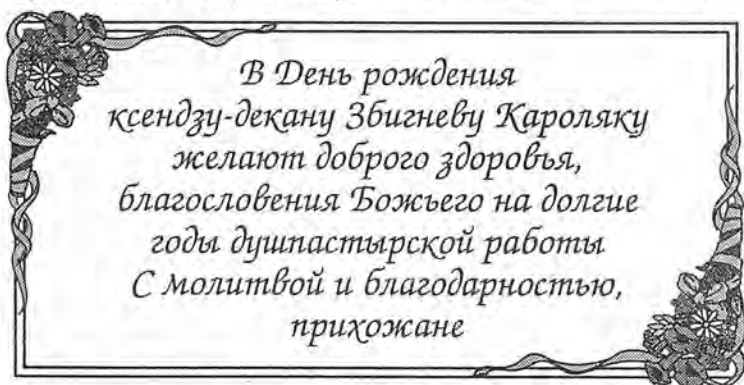 В День рождения
ксендзу-декану Збигневу Кароляку
желают доброго здоровья,
благословения Божьего на долгие
годы душпастырской работы
С молитвой и благодарностью,
прихожане